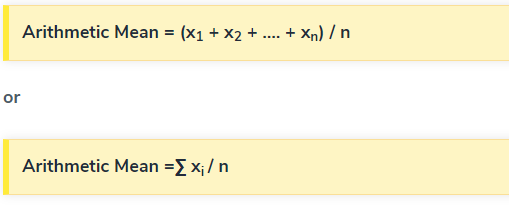 Arithmetic Mean = (x₁ + x₂ + .... + xₙ) / n
or
Arithmetic Mean =∑ xᵢ / n